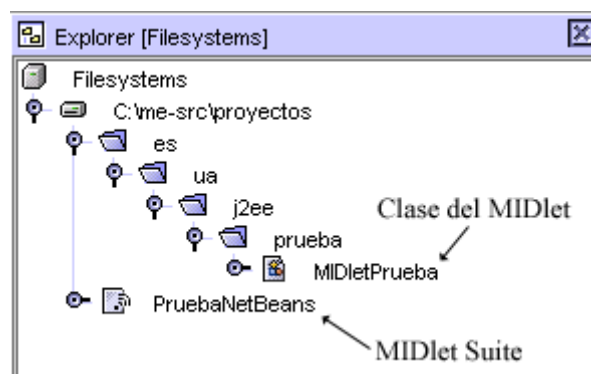 Explorer [Filesystems]
Filesystems
C:\me-src\proyectos
es
ua
j2ee
Clase del MIDlet
prueba
MIDletPrueba
PruebaNetBeans
MIDlet Suite